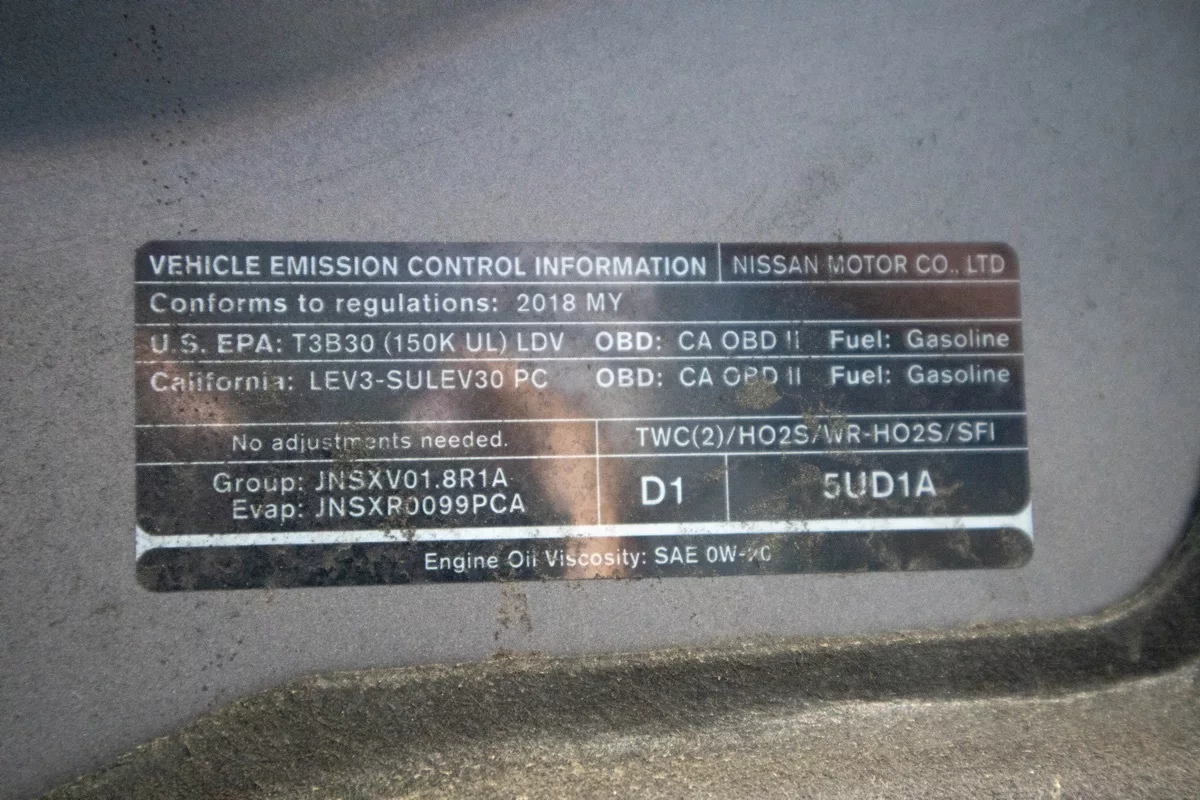 VEHICLE EMISSION CONTROL INFORMATION NISSAN MOTOR CO., LTD
Conforms to regulations: 2018 MY
U.S. EPA: T3B30 (150K UL) LDV OBD: CA OBD II Fuel: Gasoline
California: LEV3-SULEV30 PC OBD: CA OBD II Fuel: Gasoline
No adjustments needed. TWC(2)/HO2S/WR-HO2S/SFI
Group: JNSXV01.8R1A
Evap: JNSXR0099PCA
D1 5UD1A
Engine Oil Viscosity: SAE 0W-20